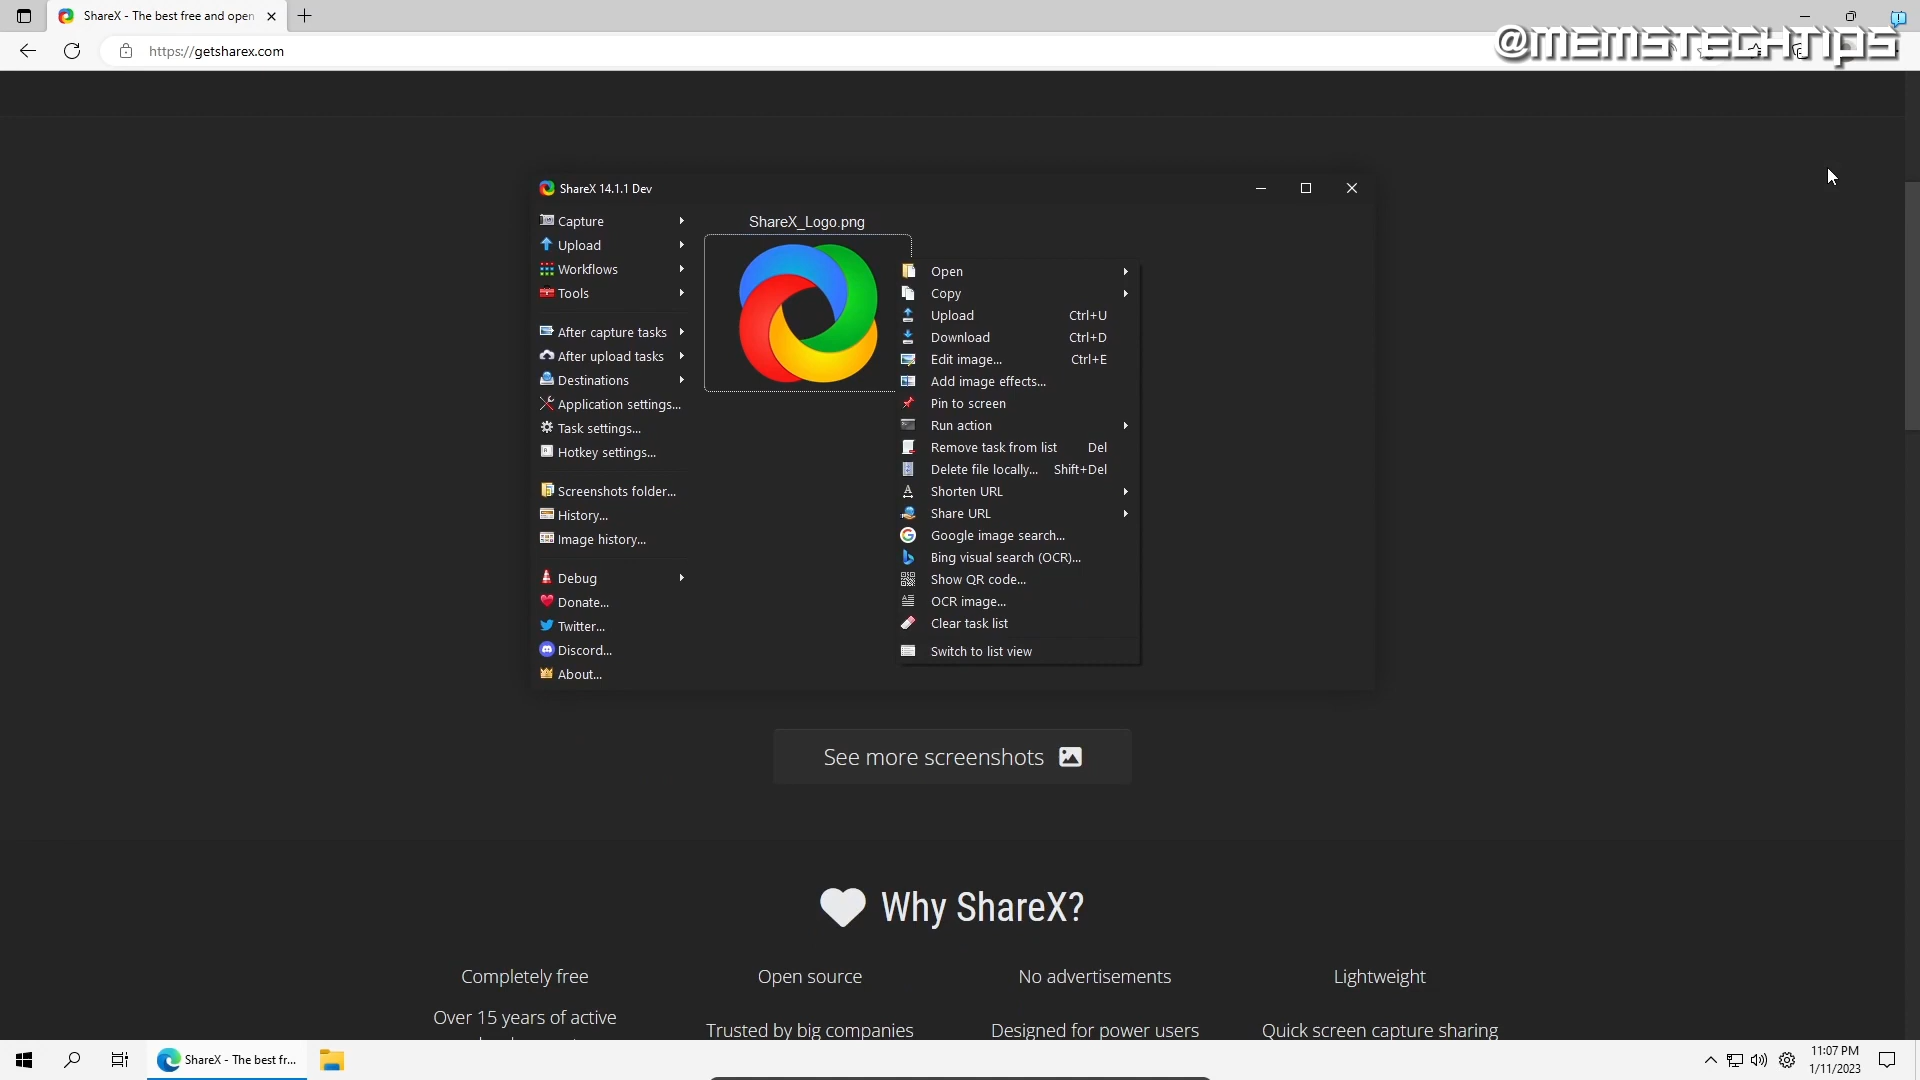 ShareX - The best free and open
https://getsharex.com
@MEMSTECHTIPS
ShareX 14.1.1 Dev
Capture
Upload
Workflows
Tools
After capture tasks
After upload tasks
Destinations
Application settings...
Task settings...
Hotkey settings...
Screenshots folder...
History...
Image history...
Debug
Donate...
Twitter...
Discord...
About...
ShareX_Logo.png
Open
Copy
Upload Ctrl+U
Download Ctrl+D
Edit image... Ctrl+E
Add image effects...
Pin to screen
Run action
Remove task from list Del
Delete file locally... Shift+Del
Shorten URL
Share URL
Google image search...
Bing visual search (OCR)...
Show QR code...
OCR image...
Clear task list
Switch to list view
See more screenshots
Why ShareX?
Completely free Open source No advertisements Lightweight
Over 15 years of active
Trusted by big companies Designed for power users Quick screen capture sharing
ShareX - The best fr...
11:07 PM
1/11/2023